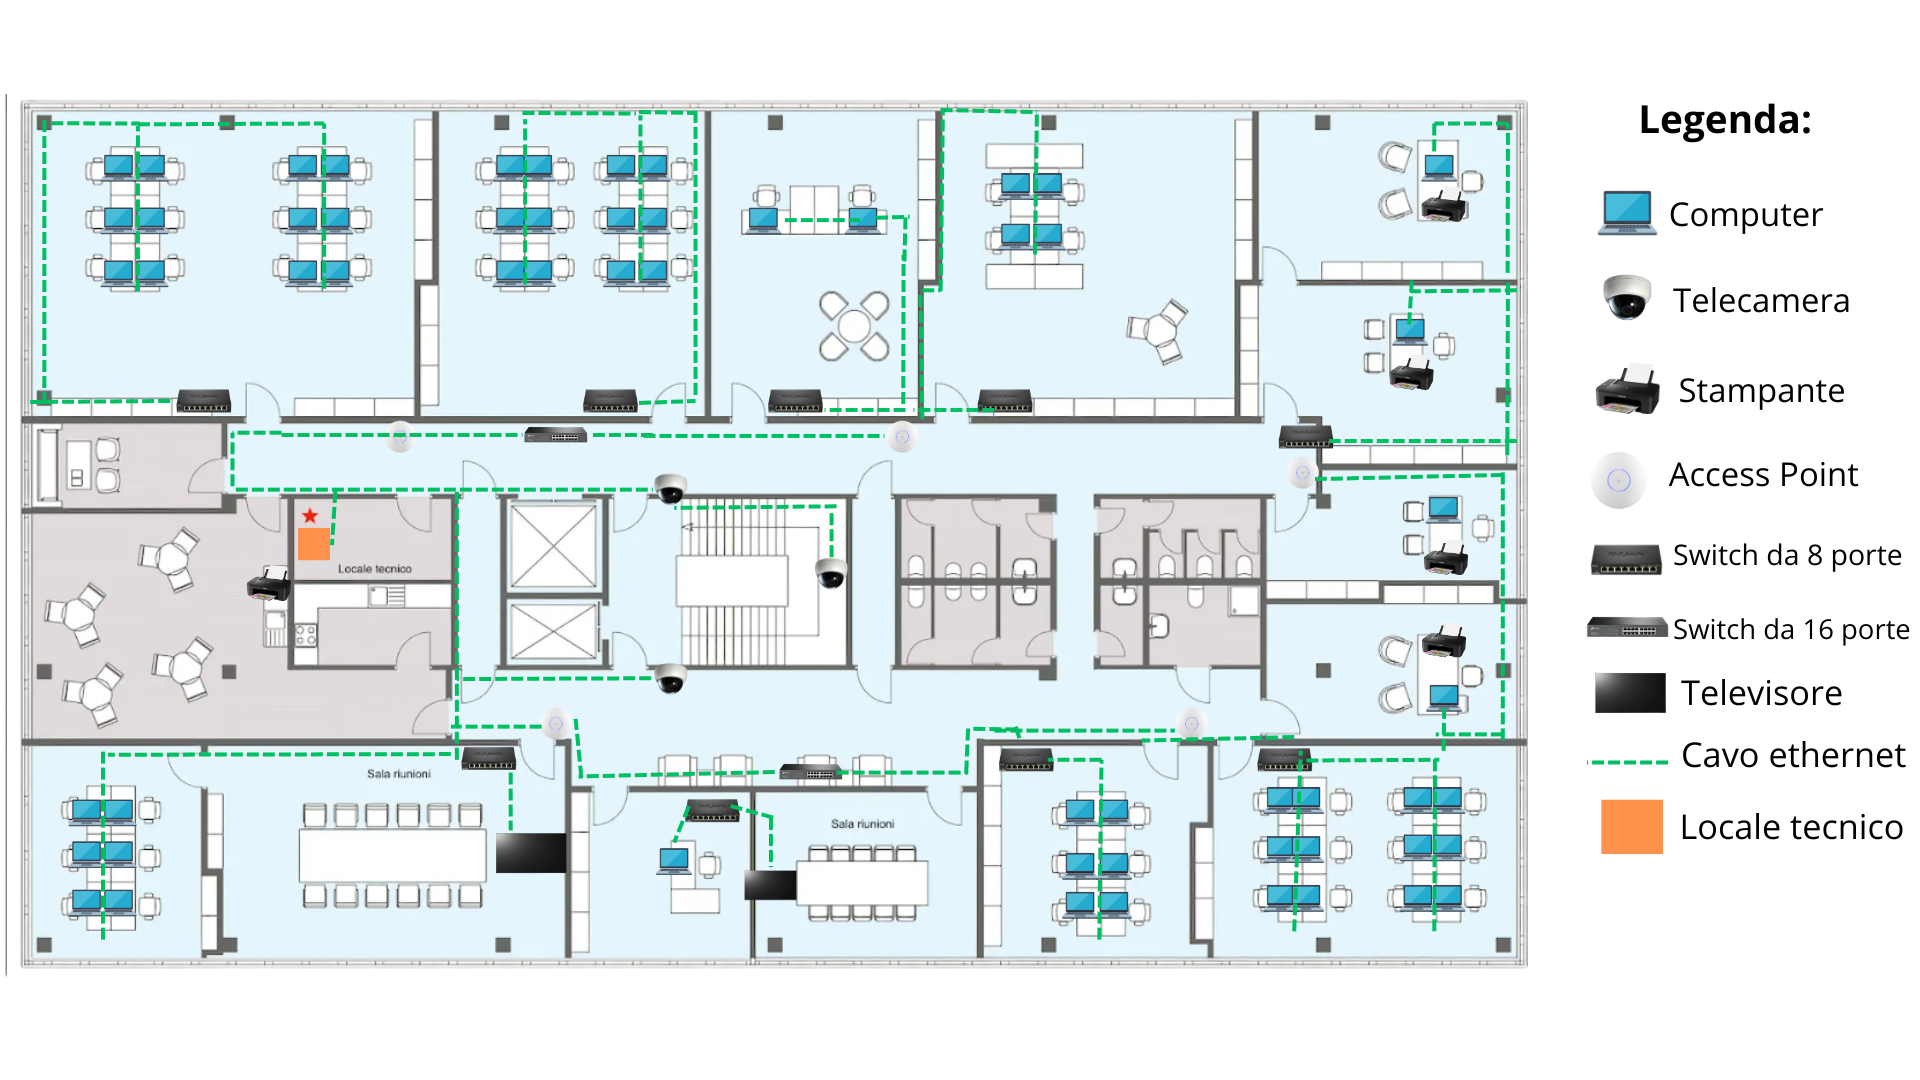 Legenda:
Computer
Telecamera
Stampante
Access Point
Switch da 8 porte
Switch da 16 porte
Televisore
Cavo ethernet
Locale tecnico
Locale tecnico
Sala riunioni
Sala riunioni